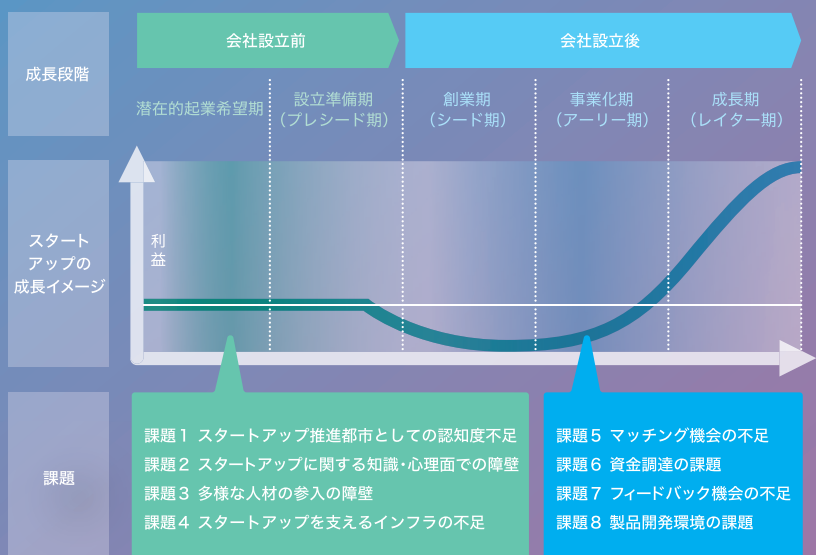 成長段階
会社設立前
会社設立後
潜在的起業希望期
設立準備期
（プレシード期）
創業期
（シード期）
事業化期
（アーリー期）
成長期
（レイター期）
スタート
アップの
成長イメージ
利益
課題
課題1 スタートアップ推進都市としての認知度不足
課題2 スタートアップに関する知識・心理面での障壁
課題3 多様な人材の参入の障壁
課題4 スタートアップを支えるインフラの不足
課題5 マッチング機会の不足
課題6 資金調達の課題
課題7 フィードバック機会の不足
課題8 製品開発環境の課題